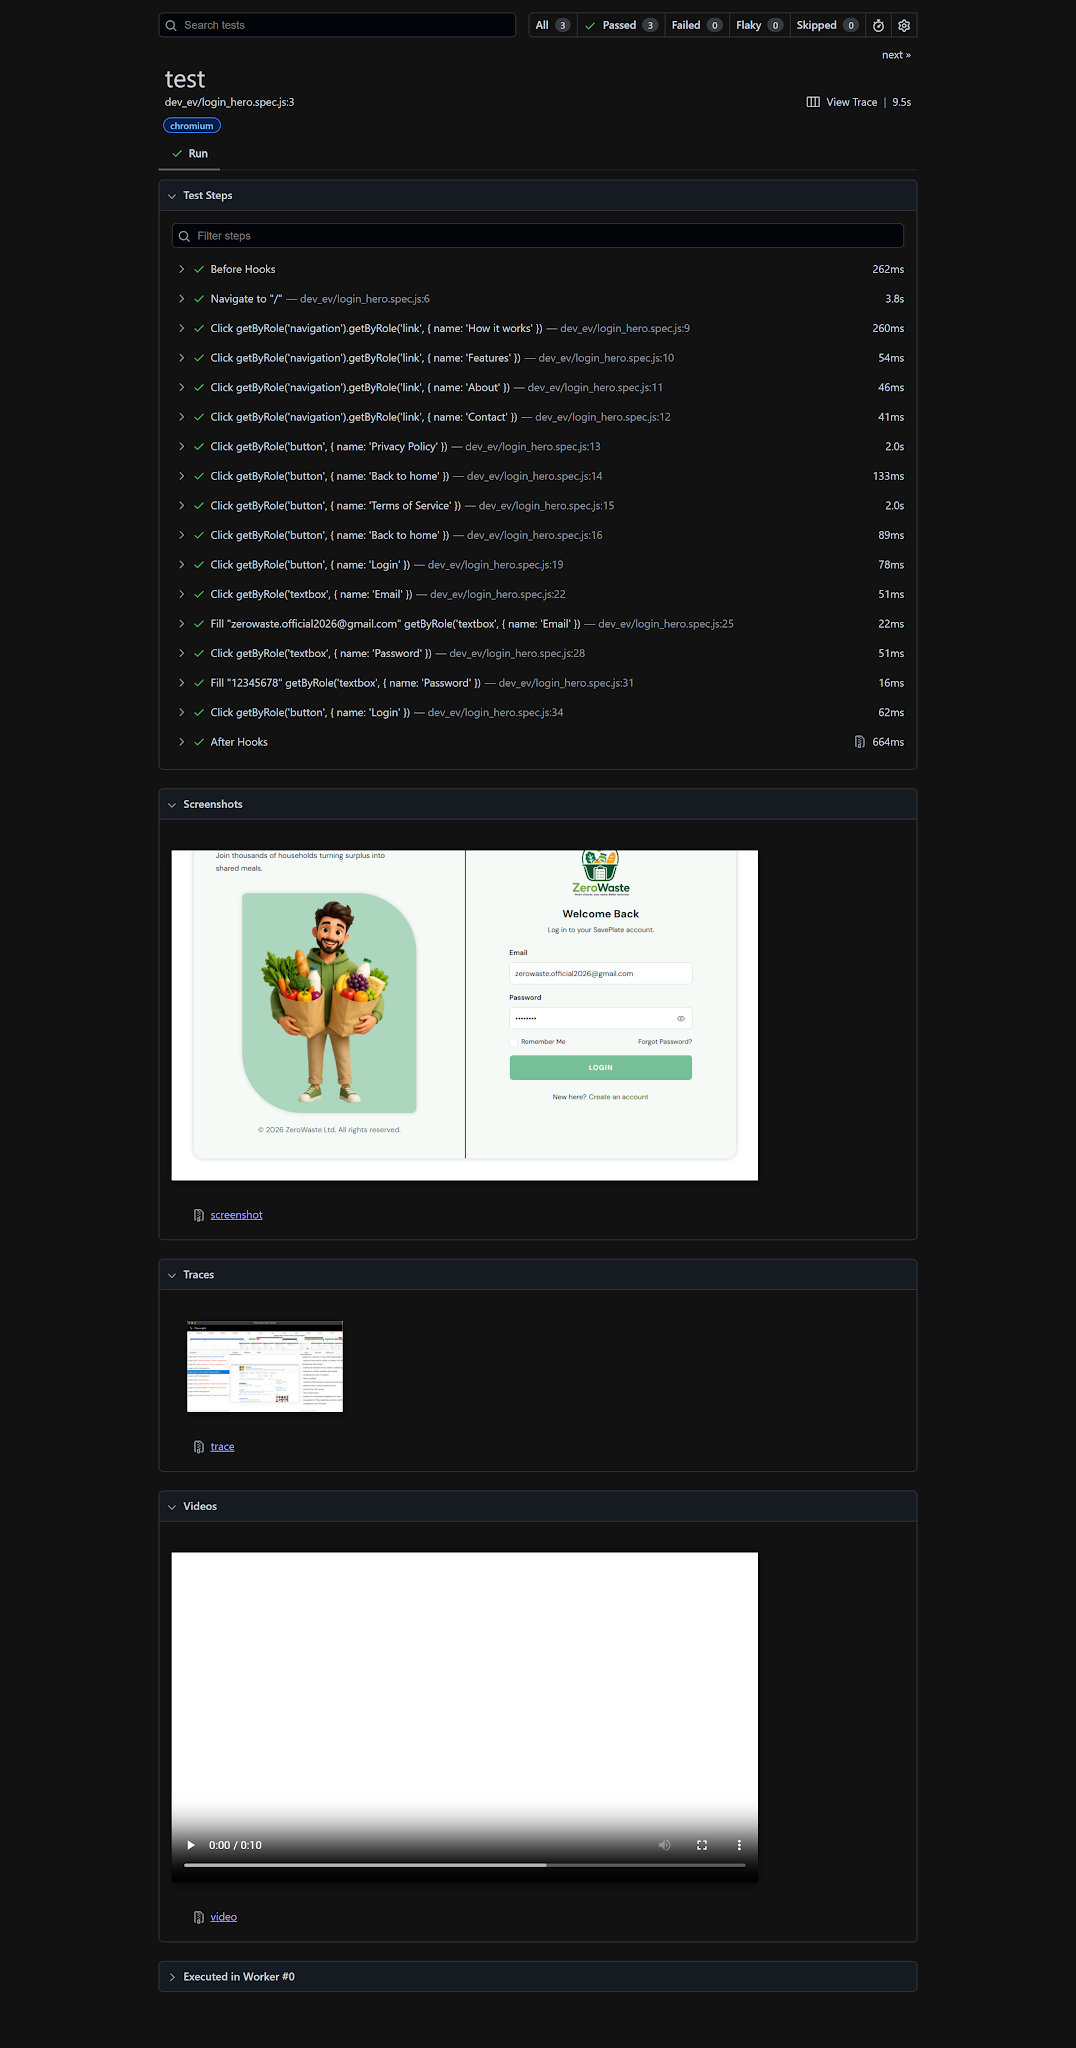 Search tests
All 3 Passed 3 Failed 0 Flaky 0 Skipped 0
next »
test
dev_ev/login_hero.spec.js:3
View Trace | 9.5s
chromium
Run
Test Steps
Filter steps
Before Hooks 262ms
Navigate to "/" — dev_ev/login_hero.spec.js:6 3.8s
Click getByRole('navigation').getByRole('link', { name: 'How it works' }) — dev_ev/login_hero.spec.js:9 260ms
Click getByRole('navigation').getByRole('link', { name: 'Features' }) — dev_ev/login_hero.spec.js:10 54ms
Click getByRole('navigation').getByRole('link', { name: 'About' }) — dev_ev/login_hero.spec.js:11 46ms
Click getByRole('navigation').getByRole('link', { name: 'Contact' }) — dev_ev/login_hero.spec.js:12 41ms
Click getByRole('button', { name: 'Privacy Policy' }) — dev_ev/login_hero.spec.js:13 2.0s
Click getByRole('button', { name: 'Back to home' }) — dev_ev/login_hero.spec.js:14 133ms
Click getByRole('button', { name: 'Terms of Service' }) — dev_ev/login_hero.spec.js:15 2.0s
Click getByRole('button', { name: 'Back to home' }) — dev_ev/login_hero.spec.js:16 89ms
Click getByRole('button', { name: 'Login' }) — dev_ev/login_hero.spec.js:19 78ms
Click getByRole('textbox', { name: 'Email' }) — dev_ev/login_hero.spec.js:22 51ms
Fill "zerowaste.official2026@gmail.com" getByRole('textbox', { name: 'Email' }) — dev_ev/login_hero.spec.js:25 22ms
Click getByRole('textbox', { name: 'Password' }) — dev_ev/login_hero.spec.js:28 51ms
Fill "12345678" getByRole('textbox', { name: 'Password' }) — dev_ev/login_hero.spec.js:31 16ms
Click getByRole('button', { name: 'Login' }) — dev_ev/login_hero.spec.js:34 62ms
After Hooks 664ms
Screenshots
Join thousands of households turning surplus into
shared meals.
© 2026 ZeroWaste Ltd. All rights reserved.
ZeroWaste
Welcome Back
Log in to your SavePlate account.
Email
zerowaste.official2026@gmail.com
Password
••••••••
Remember Me Forgot Password?
LOGIN
New here? Create an account
screenshot
Traces
trace
Videos
0:00 / 0:10
video
Executed in Worker #0